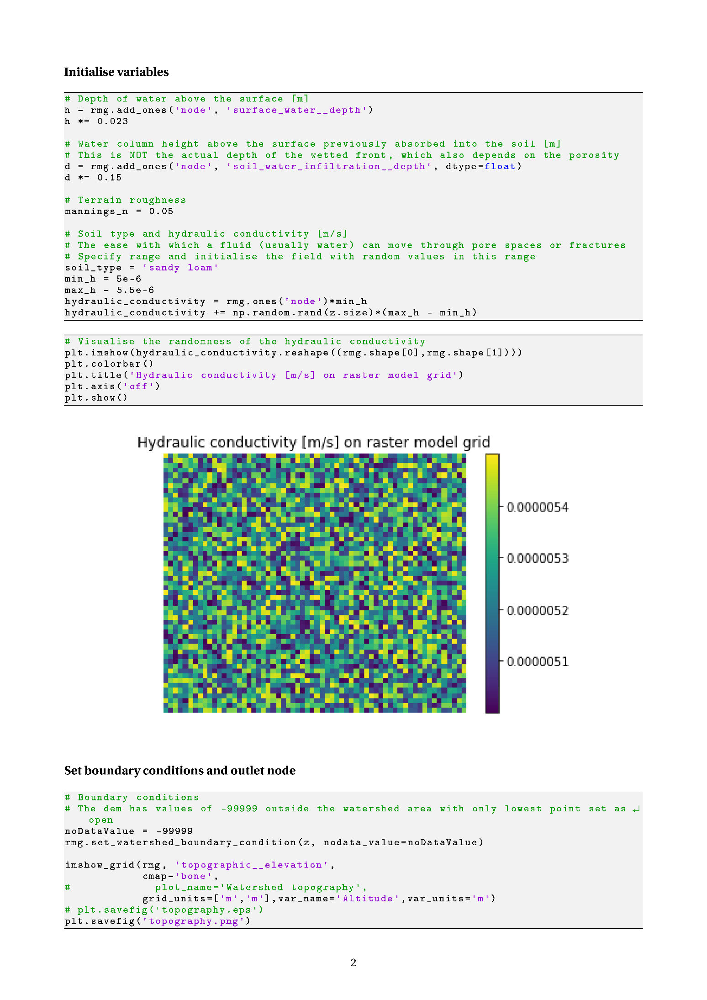 Initialise variables
# Depth of water above the surface [m]
h = rmg.add_ones('node', 'surface_water__depth')
h *= 0.023
# Water column height above the surface previously absorbed into the soil [m]
# This is NOT the actual depth of the wetted front, which also depends on the porosity
d = rmg.add_ones('node', 'soil_water_infiltration__depth', dtype=float)
d *= 0.15
# Terrain roughness
mannings_n = 0.05
# Soil type and hydraulic conductivity [m/s]
# The ease with which a fluid (usually water) can move through pore spaces or fractures
# Specify range and initialise the field with random values in this range
soil_type = 'sandy loam'
min_h = 5e-6
max_h = 5.5e-6
hydraulic_conductivity = rmg.ones('node')*min_h
hydraulic_conductivity += np.random.rand(z.size)*(max_h - min_h)
# Visualise the randomness of the hydraulic conductivity
plt.imshow(hydraulic_conductivity.reshape((rmg.shape[0],rmg.shape[1])))
plt.colorbar()
plt.title('Hydraulic conductivity [m/s] on raster model grid')
plt.axis('off')
plt.show()
Hydraulic conductivity [m/s] on raster model grid
0.0000054
0.0000053
0.0000052
0.0000051
Set boundary conditions and outlet node
# Boundary conditions
# The dem has values of -99999 outside the watershed area with only lowest point set as ↵
open
noDataValue = -99999
rmg.set_watershed_boundary_condition(z, nodata_value=noDataValue)
imshow_grid(rmg, 'topographic__elevation',
cmap='bone',
# plot_name='Watershed topography',
grid_units=['m','m'],var_name='Altitude',var_units='m')
# plt.savefig('topography.eps')
plt.savefig('topography.png')
2